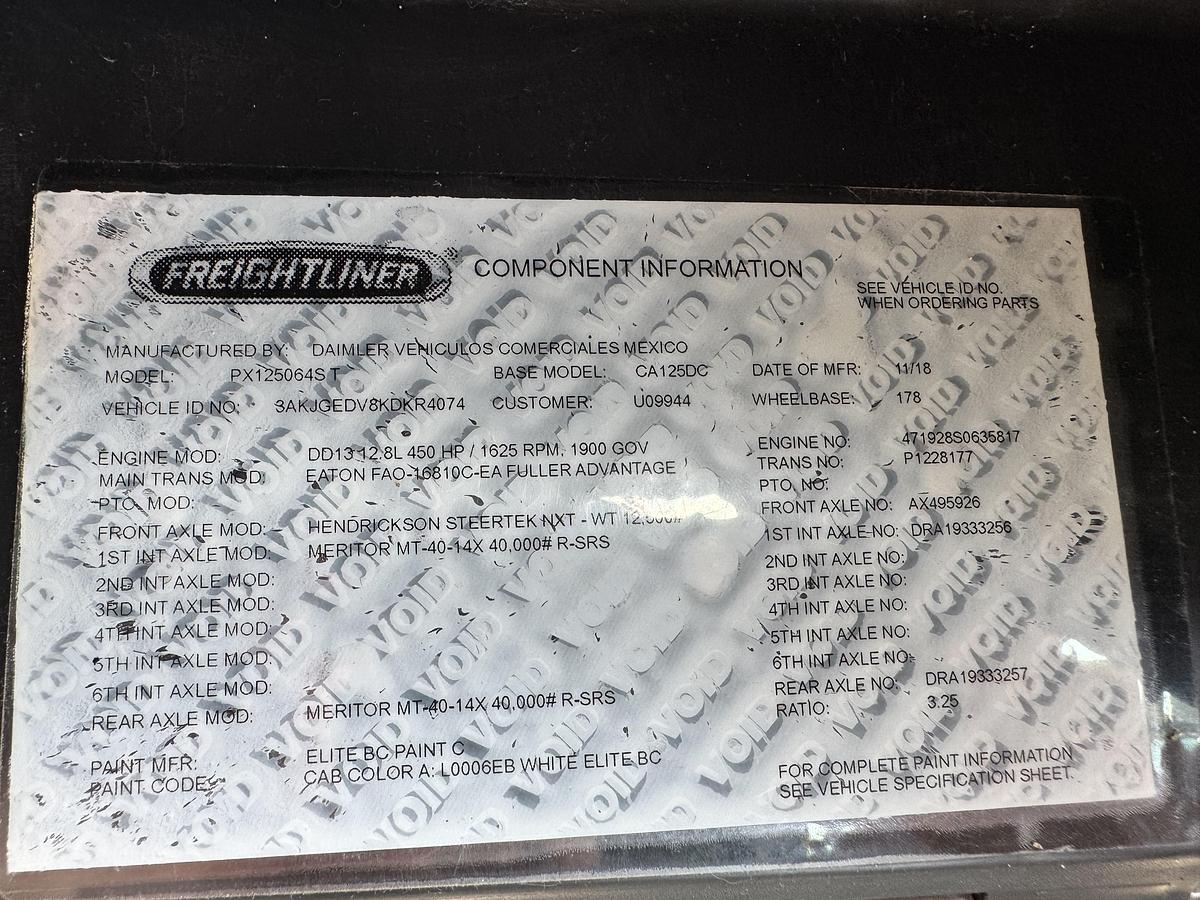 FREIGHTLINER COMPONENT INFORMATION
SEE VEHICLE ID NO.
WHEN ORDERING PARTS
MANUFACTURED BY: DAIMLER VEHICULOS COMERCIALES MEXICO
MODEL: PX125064S T BASE MODEL: CA125DC DATE OF MFR: 11/18
VEHICLE ID NO: 3AKJGEDV8KDKR4074 CUSTOMER: U09944 WHEELBASE: 178
ENGINE MOD: DD13 12.8L 450 HP / 1625 RPM, 1900 GOV ENGINE NO: 471928S0635817
MAIN TRANS MOD: EATON FAO-16810C-EA FULLER ADVANTAGE TRANS NO: P1228177
PTO. MOD: PTO. NO:
FRONT AXLE MOD: HENDRICKSON STEERTEK NXT - WT FRONT AXLE NO: AX495926
1ST INT AXLE MOD: MERITOR MT-40-14X 40,000# R-SRS 1ST INT AXLE NO: DRA19333256
2ND INT AXLE MOD: 2ND INT AXLE NO:
3RD INT AXLE MOD: 3RD INT AXLE NO:
4TH INT AXLE MOD: 4TH INT AXLE NO:
5TH INT AXLE MOD: 5TH INT AXLE NO:
6TH INT AXLE MOD: 6TH INT AXLE NO:
REAR AXLE MOD: MERITOR MT-40-14X 40,000# R-SRS REAR AXLE NO: DRA19333257
RATIO: 3.25
PAINT MFR: ELITE BC PAINT C
PAINT CODE: CAB COLOR A: L0006EB WHITE ELITE BC
FOR COMPLETE PAINT INFORMATION
SEE VEHICLE SPECIFICATION SHEET.